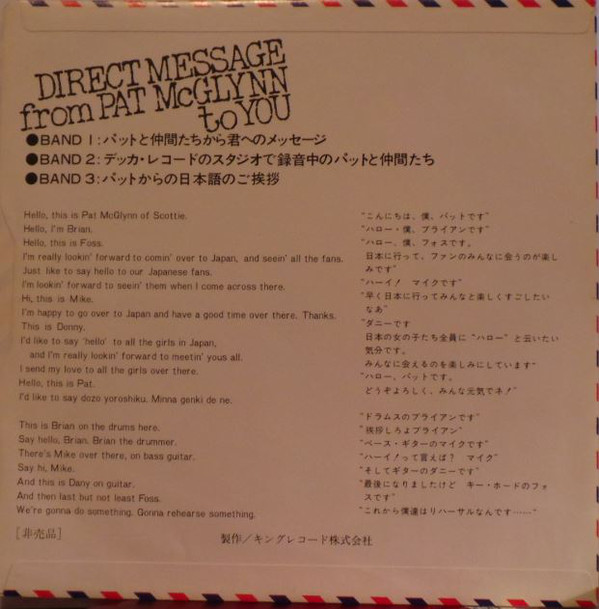 DIRECT MESSAGE
from PAT McGLYNN
to YOU
●BAND 1:パットと仲間たちから君へのメッセージ
●BAND 2:デッカ・レコードのスタジオで録音中のパットと仲間たち
●BAND 3:パットからの日本語のご挨拶
Hello, this is Pat McGlynn of Scottie.
Hello, I'm Brian.
Hello, this is Foss.
I'm really lookin' forward to comin' over to Japan, and seein' all the fans.
Just like to say hello to our Japanese fans.
I'm lookin' forward to seein' them when I come across there.
Hi, this is Mike.
I'm happy to go over to Japan and have a good time over there. Thanks.
This is Donny.
I'd like to say 'hello' to all the girls in Japan,
and I'm really lookin' forward to meetin' yous all.
I send my love to all the girls over there.
Hello, this is Pat.
I'd like to say dozo yoroshiku. Minna genki de ne.
This is Brian on the drums here.
Say hello, Brian. Brian the drummer.
There's Mike over there, on bass guitar.
Say hi, Mike.
And this is Dany on guitar.
And then last but not least Foss.
We're gonna do something. Gonna rehearse something.
"こんにちは、僕、パットです"
"ハロー・僕、ブライアンです"
"ハロー、僕、フォスです。
日本に行って、ファンのみんなに会うのが楽し
みです"
"ハーイ! マイクです"
"早く日本に行ってみんなと楽しくすごしたい
なあ"
"ダニーです
日本の女の子たち全員に "ハロー" と云いたい
気分です。
みんなに会えるのを楽しみにしています"
"ハロー、パットです。
どうぞよろしく、みんな元気でネ!"
"ドラムスのブライアンです"
"挨拶しろよブライアン"
"ベース・ギターのマイクです"
"ハーイ!って言えば? マイク"
"そしてギターのダニーです"
"最後になりましたけど キー・ボードのフォ
スです"
"これから僕達はリハーサルなんです……"
[非売品]
製作/キングレコード株式会社